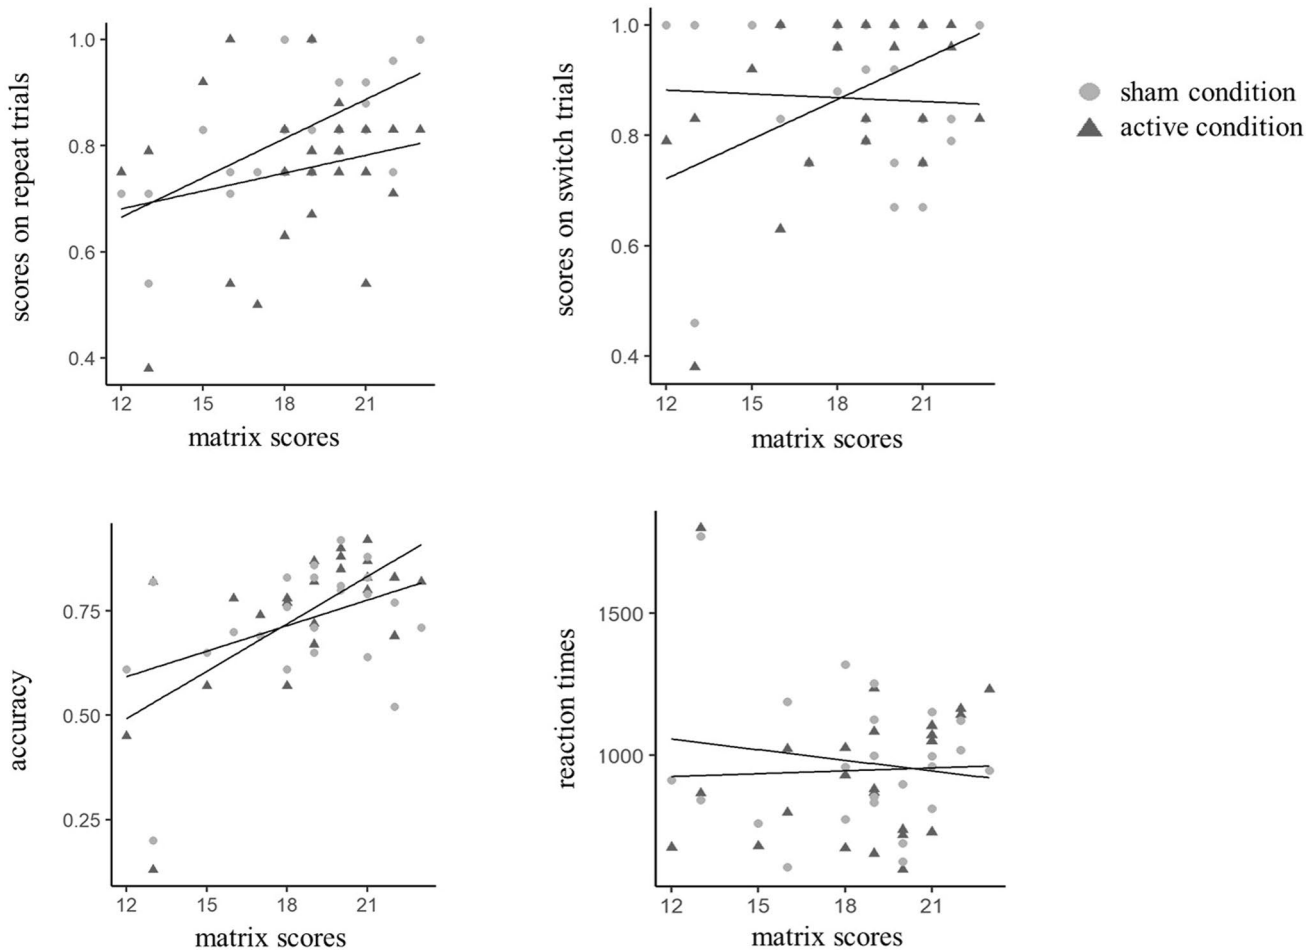 scores on repeat trials
1.0
0.8
0.6
0.4
12 15 18 21
matrix scores
scores on switch trials
1.0
0.8
0.6
0.4
12 15 18 21
matrix scores
sham condition
active condition
accuracy
0.75
0.50
0.25
12 15 18 21
matrix scores
reaction times
1500
1000
12 15 18 21
matrix scores